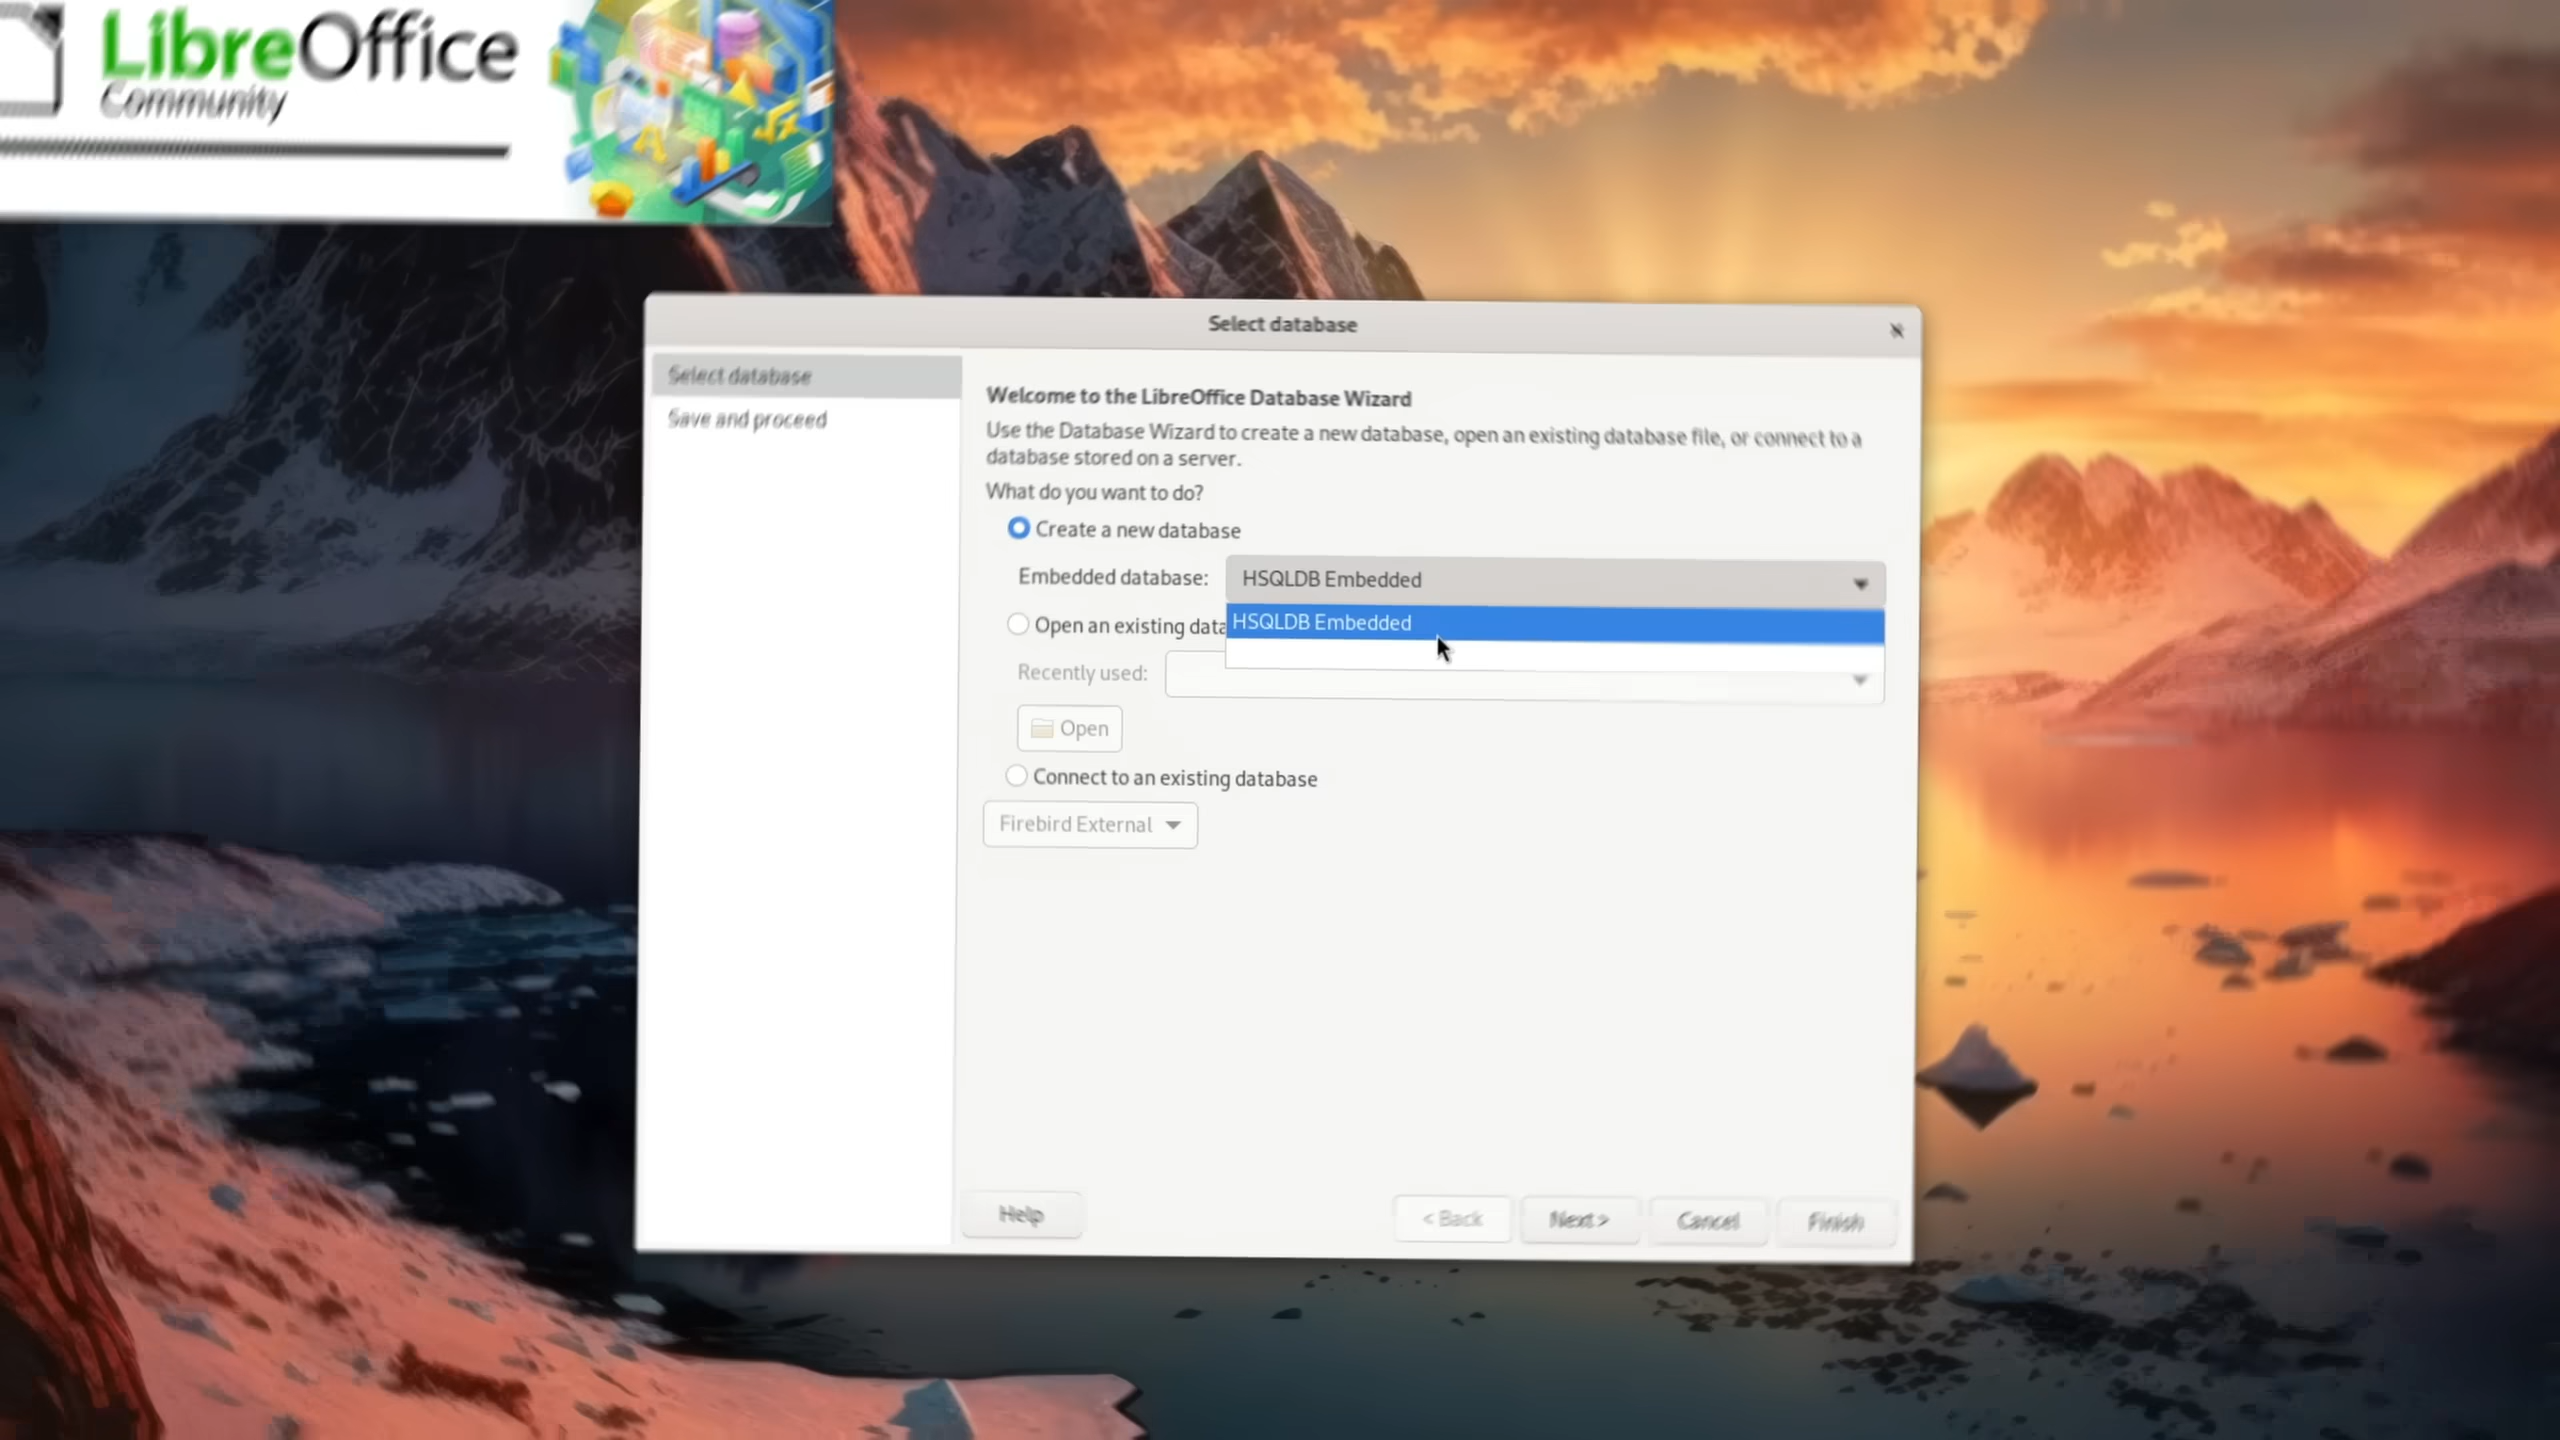 LibreOffice
Community
Select database
Select database
Save and proceed
Welcome to the LibreOffice Database Wizard
Use the Database Wizard to create a new database, open an existing database file, or connect to a
database stored on a server.
What do you want to do?
Create a new database
Embedded database: HSQLDB Embedded
HSQLDB Embedded
Open an existing data
Recently used:
Open
Connect to an existing database
Firebird External
Help
< Back
Next >
Cancel
Finish